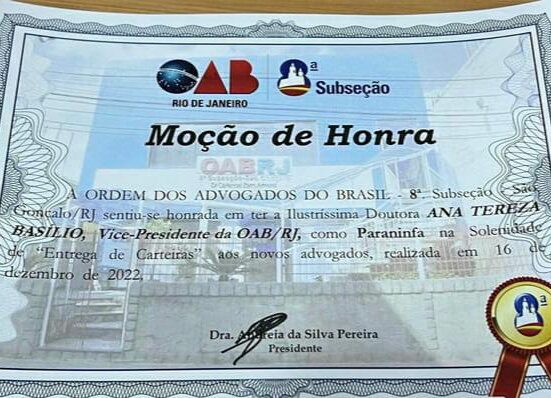 OAB
RIO DE JANEIRO
8ª
Subseção
Moção de Honra
OABRJ
À ORDEM DOS ADVOGADOS DO BRASIL - 8ª. Subseção - São
Gonçalo/RJ sentiu-se honrada em ter a Ilustríssima Doutora ANA TEREZA
BASILIO, Vice-Presidente da OAB/RJ, como Paraninfa na Solenidade
de "Entrega de Carteiras" aos novos advogados, realizada em 16 de
dezembro de 2022.
Dra. Andreia da Silva Pereira
Presidente
8ª